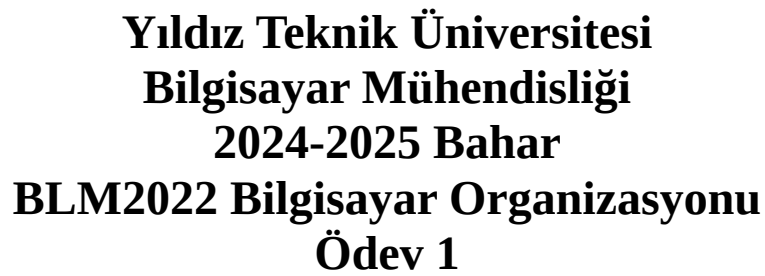 Yıldız Teknik Üniversitesi
Bilgisayar Mühendisliği
2024-2025 Bahar
BLM2022 Bilgisayar Organizasyonu
Ödev 1